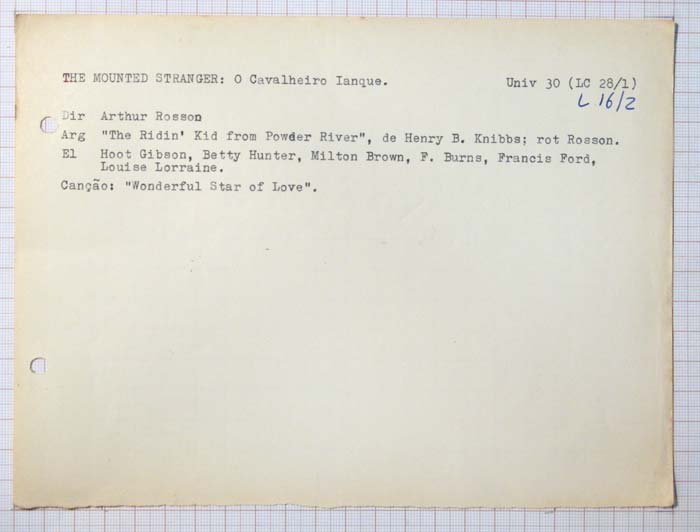 THE MOUNTED STRANGER: O Cavalheiro Ianque. Univ 30 (LC 28/1)
L 16/2
Dir Arthur Rosson
Arg "The Ridin' Kid from Powder River", de Henry B. Knibbs; rot Rosson.
El Hoot Gibson, Betty Hunter, Milton Brown, F. Burns, Francis Ford,
Louise Lorraine.
Canção: "Wonderful Star of Love".